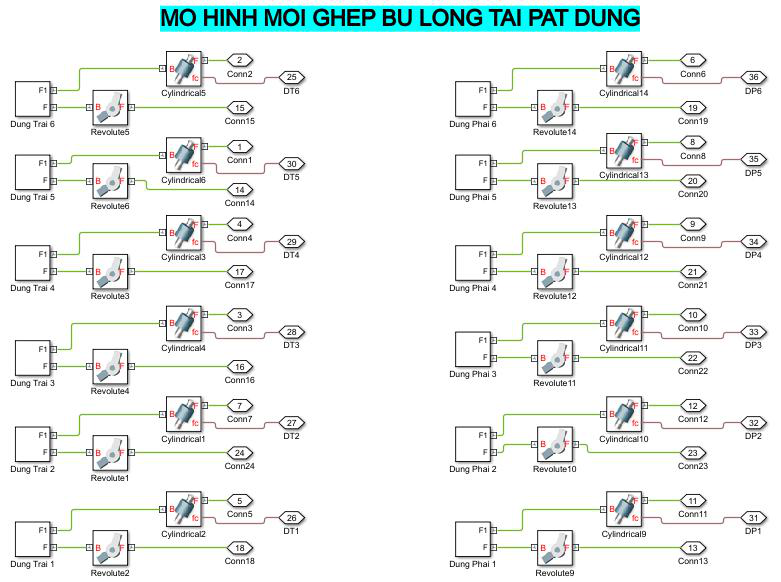 MO HINH MOI GHEP BU LONG TAI PAT DUNG
F1
F
Dung Trai 6
B
F
fc
Cylindrical5
B
F
Revolute5
2
Conn2
25
DT6
15
Conn15
F1
F
Dung Phai 6
B
F
fc
Cylindrical14
B
F
Revolute14
6
Conn6
36
DP6
19
Conn19
F1
F
Dung Trai 5
B
F
fc
Cylindrical6
B
F
Revolute6
1
Conn1
30
DT5
14
Conn14
F1
F
Dung Phai 5
B
F
fc
Cylindrical13
B
F
Revolute13
8
Conn8
35
DP5
20
Conn20
F1
F
Dung Trai 4
B
F
fc
Cylindrical3
B
F
Revolute3
4
Conn4
29
DT4
17
Conn17
F1
F
Dung Phai 4
B
F
fc
Cylindrical12
B
F
Revolute12
9
Conn9
34
DP4
21
Conn21
F1
F
Dung Trai 3
B
F
fc
Cylindrical4
B
F
Revolute4
3
Conn3
28
DT3
16
Conn16
F1
F
Dung Phai 3
B
F
fc
Cylindrical11
B
F
Revolute11
10
Conn10
33
DP3
22
Conn22
F1
F
Dung Trai 2
B
F
fc
Cylindrical1
B
F
Revolute1
7
Conn7
27
DT2
24
Conn24
F1
F
Dung Phai 2
B
F
fc
Cylindrical10
B
F
Revolute10
12
Conn12
32
DP2
23
Conn23
F1
F
Dung Trai 1
B
F
fc
Cylindrical2
B
F
Revolute2
5
Conn5
26
DT1
18
Conn18
F1
F
Dung Phai 1
B
F
fc
Cylindrical9
B
F
Revolute9
11
Conn11
31
DP1
13
Conn13